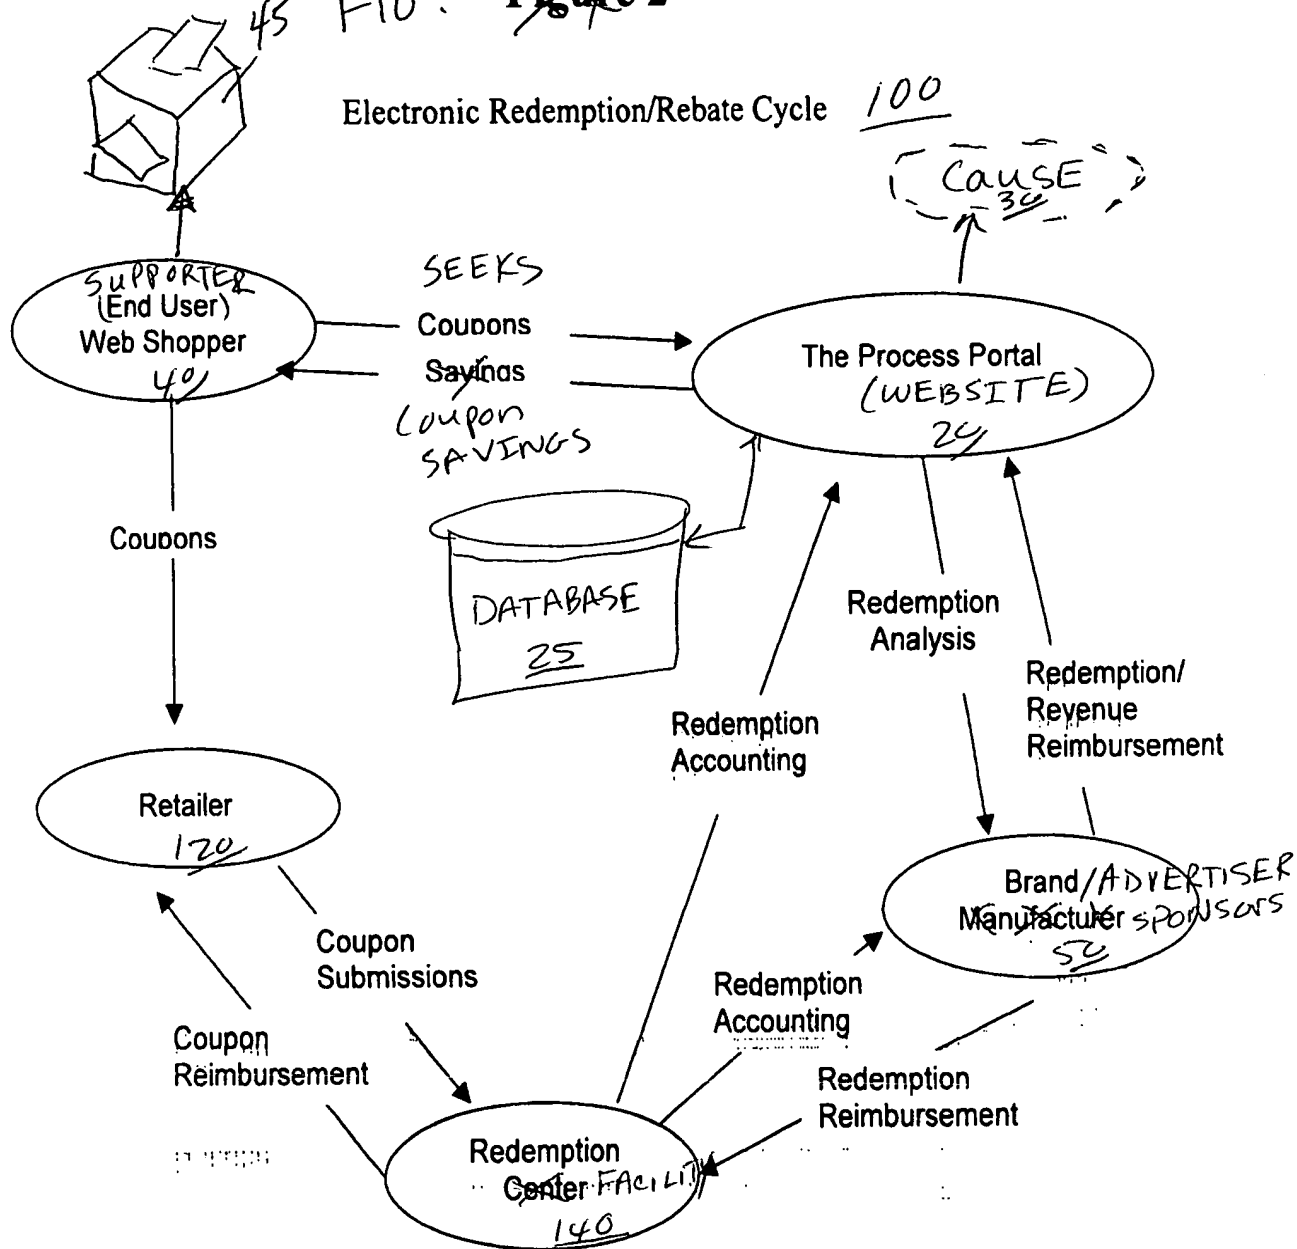 45 FIG. Figure 2
Electronic Redemption/Rebate Cycle 100
CAUSE
30
SUPPORTER
(End User)
Web Shopper
40
SEEKS
Coupons
Savings
Coupon
SAVINGS
The Process Portal
(WEBSITE)
20
Coupons
DATABASE
25
Redemption
Analysis
Redemption/
Revenue
Reimbursement
Redemption
Accounting
Retailer
120
Brand/ADVERTISER
Manufacturer SPONSORS
50
Coupon
Submissions
Redemption
Accounting
Coupon
Reimbursement
Redemption
Reimbursement
Redemption
Center FACILITY
140